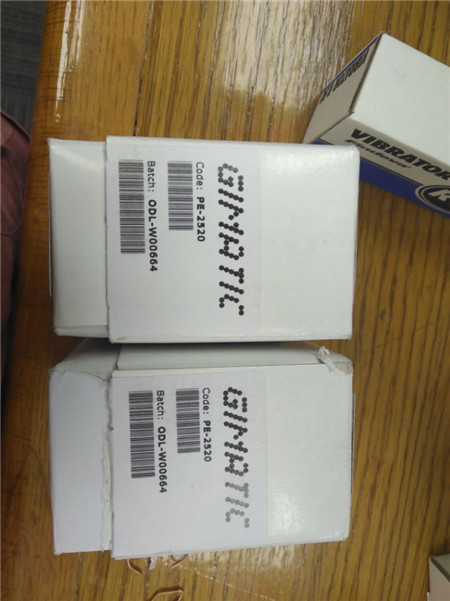 GIMATIC
Code: PE-2520
Batch: ODL-W00664
GIMATIC
Code: PE-2520
Batch: ODL-W00664
VIBRATOR